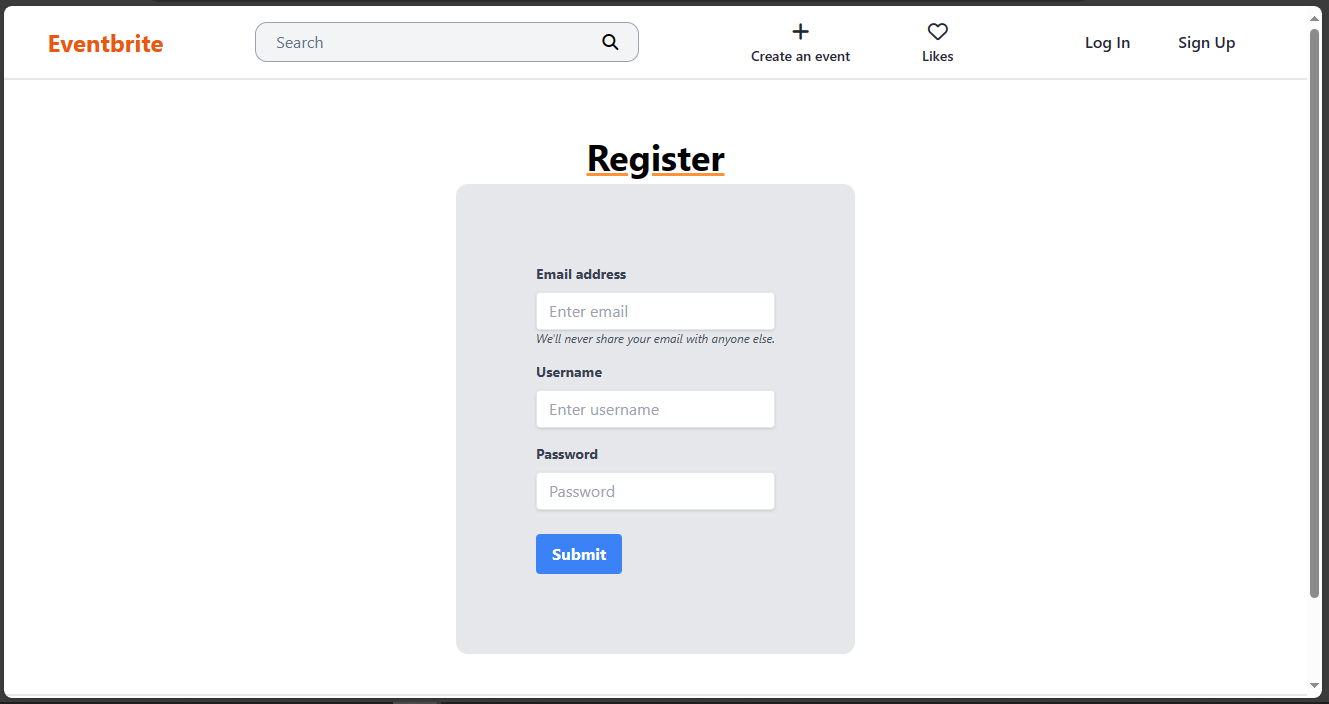 Eventbrite
Search
Create an event
Likes
Log In
Sign Up
Register
Email address
Enter email
We'll never share your email with anyone else.
Username
Enter username
Password
Password
Submit